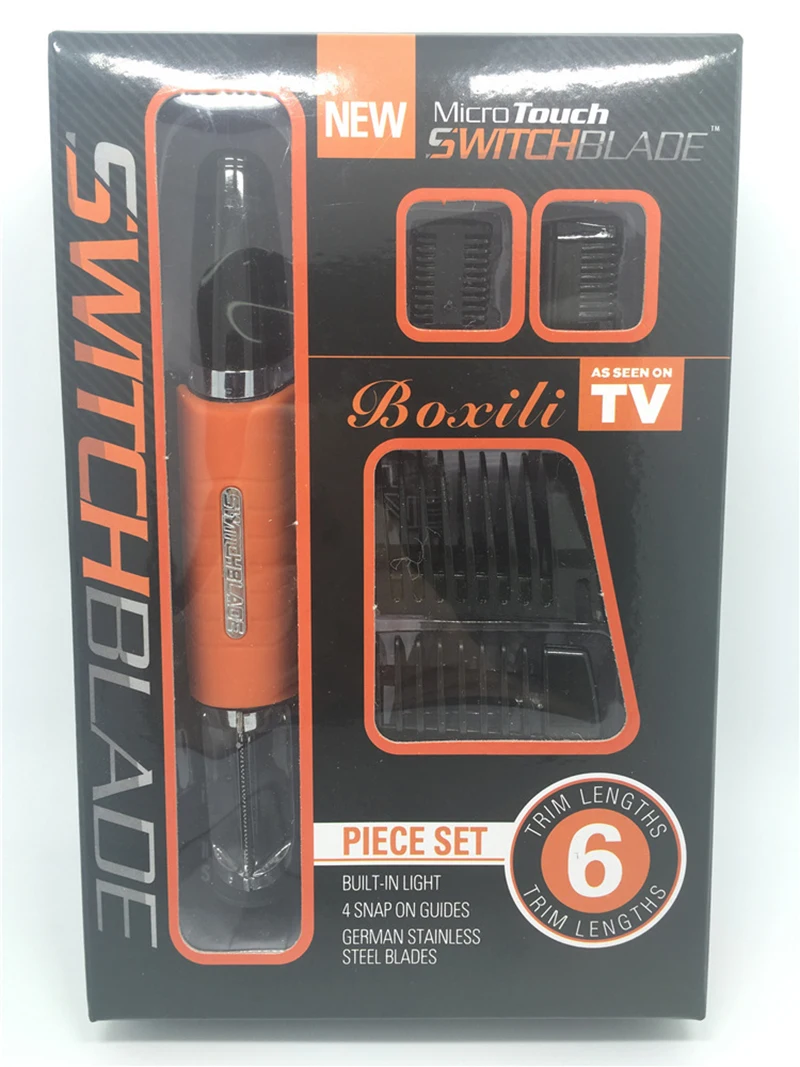 NEW
MicroTouch
SWITCHBLADE™
SWITCHBLADE
Boxili
AS SEEN ON
TV
SWITCHBLADE
PIECE SET
BUILT-IN LIGHT
4 SNAP ON GUIDES
GERMAN STAINLESS
STEEL BLADES
TRIM LENGTHS
6
TRIM LENGTHS